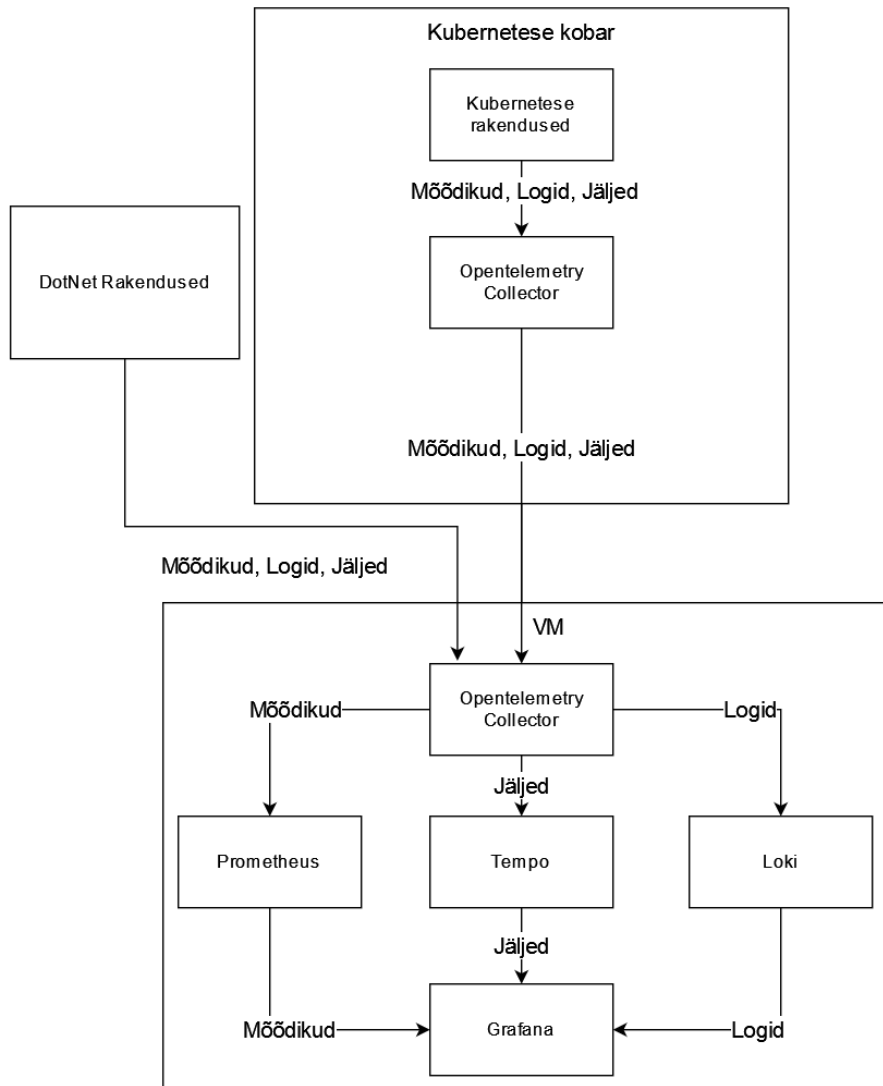 Kubernetese kobar
Kubernetese
rakendused
Mõõdikud, Logid, Jäljed
Opentelemetry
Collector
DotNet Rakendused
Mõõdikud, Logid, Jäljed
Mõõdikud, Logid, Jäljed
VM
Opentelemetry
Collector
Mõõdikud
Logid
Jäljed
Prometheus
Tempo
Loki
Jäljed
Mõõdikud
Grafana
Logid